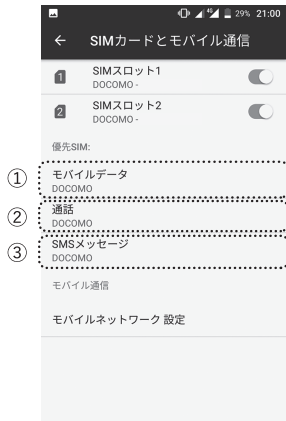 29% 21:00
SIMカードとモバイル通信
1
SIMスロット1
DOCOMO -
2
SIMスロット2
DOCOMO -
優先SIM:
①
モバイルデータ
DOCOMO
②
通話
DOCOMO
③
SMSメッセージ
DOCOMO
モバイル通信
モバイルネットワーク 設定